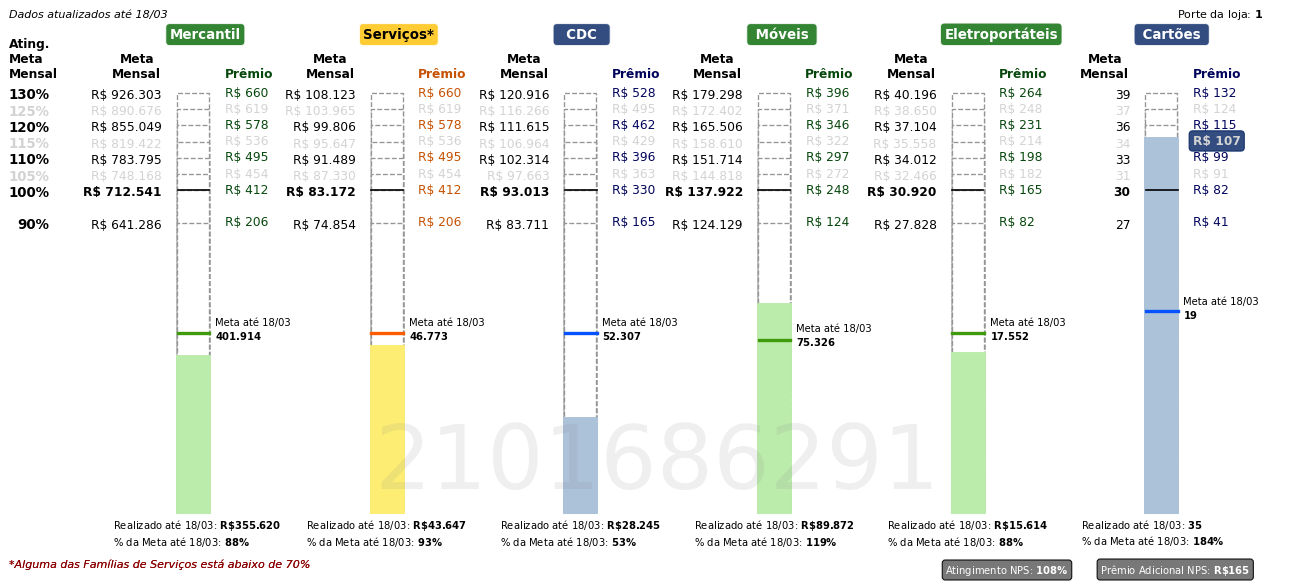 Dados atualizados até 18/03
Porte da loja: 1
Mercantil Serviços* CDC Móveis Eletroportáteis Cartões
Ating. Meta Mensal
Meta Mensal Prêmio Meta Mensal Prêmio Meta Mensal Prêmio Meta Mensal Prêmio Meta Mensal Prêmio Meta Mensal Prêmio
130% R$ 926.303 R$ 660 R$ 108.123 R$ 660 R$ 120.916 R$ 528 R$ 179.298 R$ 396 R$ 40.196 R$ 264 39 R$ 132
125% R$ 890.676 R$ 619 R$ 103.965 R$ 619 R$ 116.266 R$ 495 R$ 172.402 R$ 371 R$ 38.650 R$ 248 37 R$ 124
120% R$ 855.049 R$ 578 R$ 99.806 R$ 578 R$ 111.615 R$ 462 R$ 165.506 R$ 346 R$ 37.104 R$ 231 36 R$ 115
115% R$ 819.422 R$ 536 R$ 95.647 R$ 536 R$ 106.964 R$ 429 R$ 158.610 R$ 322 R$ 35.558 R$ 214 34 R$ 107
110% R$ 783.795 R$ 495 R$ 91.489 R$ 495 R$ 102.314 R$ 396 R$ 151.714 R$ 297 R$ 34.012 R$ 198 33 R$ 99
105% R$ 748.168 R$ 454 R$ 87.330 R$ 454 R$ 97.663 R$ 363 R$ 144.818 R$ 272 R$ 32.466 R$ 182 31 R$ 91
100% R$ 712.541 R$ 412 R$ 83.172 R$ 412 R$ 93.013 R$ 330 R$ 137.922 R$ 248 R$ 30.920 R$ 165 30 R$ 82
90% R$ 641.286 R$ 206 R$ 74.854 R$ 206 R$ 83.711 R$ 165 R$ 124.129 R$ 124 R$ 27.828 R$ 82 27 R$ 41
Meta até 18/03
401.914
Meta até 18/03
46.773
Meta até 18/03
52.307
Meta até 18/03
75.326
Meta até 18/03
17.552
Meta até 18/03
19
2101686291
Realizado até 18/03: R$355.620
% da Meta até 18/03: 88%
Realizado até 18/03: R$43.647
% da Meta até 18/03: 93%
Realizado até 18/03: R$28.245
% da Meta até 18/03: 53%
Realizado até 18/03: R$89.872
% da Meta até 18/03: 119%
Realizado até 18/03: R$15.614
% da Meta até 18/03: 88%
Realizado até 18/03: 35
% da Meta até 18/03: 184%
*Alguma das Famílias de Serviços está abaixo de 70%
Atingimento NPS: 108%
Prêmio Adicional NPS: R$165